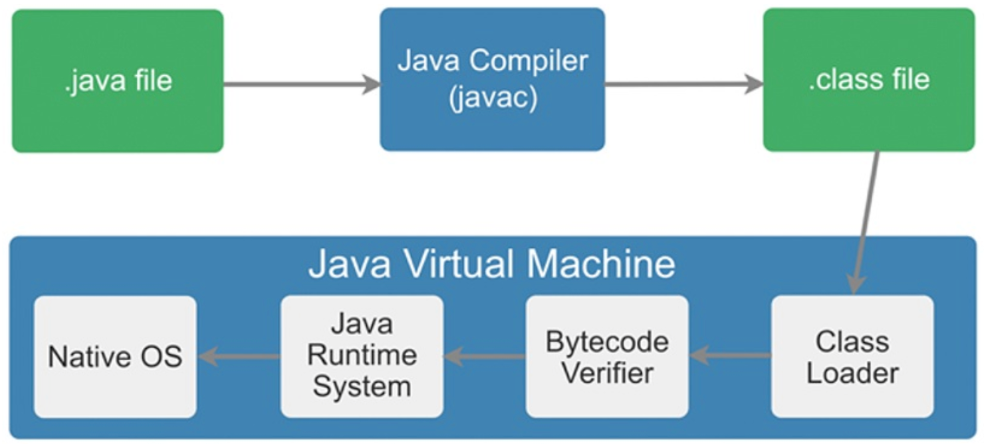 .java file
Java Compiler
(javac)
.class file
Java Virtual Machine
Native OS
Java
Runtime
System
Bytecode
Verifier
Class
Loader